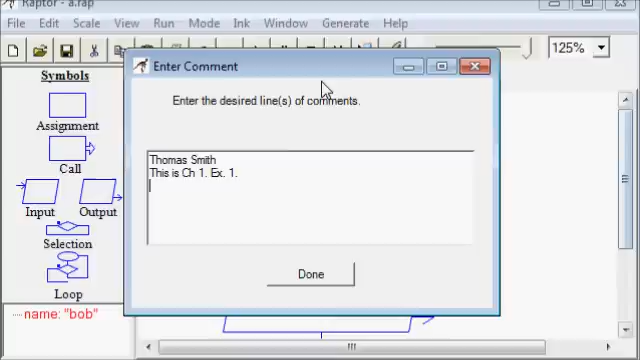 Raptor - a.rap
File Edit Scale View Run Mode Ink Window Generate Help
125%
Symbols
Assignment
Call
Input Output
Selection
Loop
name: "bob"
Enter Comment
Enter the desired line(s) of comments.
Thomas Smith
This is Ch 1. Ex. 1.
Done